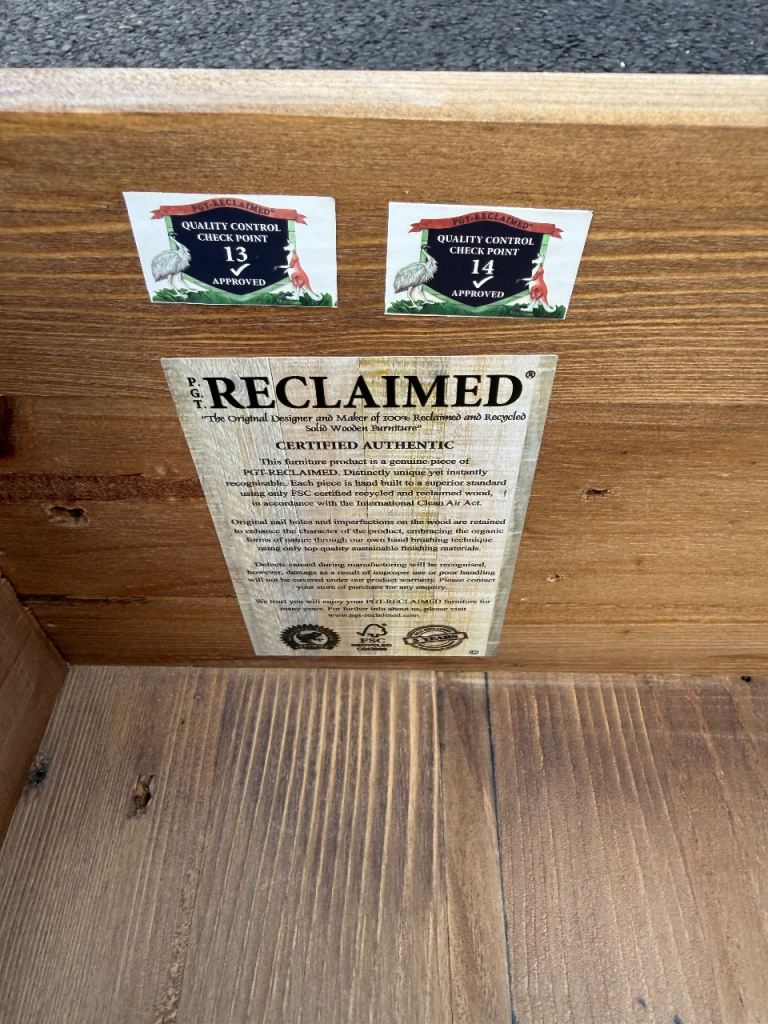 PGT-RECLAIMED®
QUALITY CONTROL
CHECK POINT
13
APPROVED
PGT-RECLAIMED®
QUALITY CONTROL
CHECK POINT
14
APPROVED
P.G.T. RECLAIMED®
"The Original Designer and Maker of 100% Reclaimed and Recycled
Solid Wooden Furniture"
CERTIFIED AUTHENTIC
This furniture product is a genuine piece of
PGT-RECLAIMED. Distinctly unique yet instantly
recognisable. Each piece is hand built to a superior standard
using only FSC certified recycled and reclaimed wood,
in accordance with the International Clean Air Act.
Original nail holes and imperfections on the wood are retained
to enhance the character of the product, embracing the organic
forms of nature through our own hand brushing technique
using only top quality sustainable finishing materials.
Defects caused during manufacturing will be recognised,
however, damage as a result of improper use or poor handling
will not be covered under our product warranty. Please contact
your store of purchase for any enquiry.
We trust you will enjoy your PGT-RECLAIMED furniture for
many years. For further info about us, please visit
www.pgt-reclaimed.com
FSC
RECYCLED